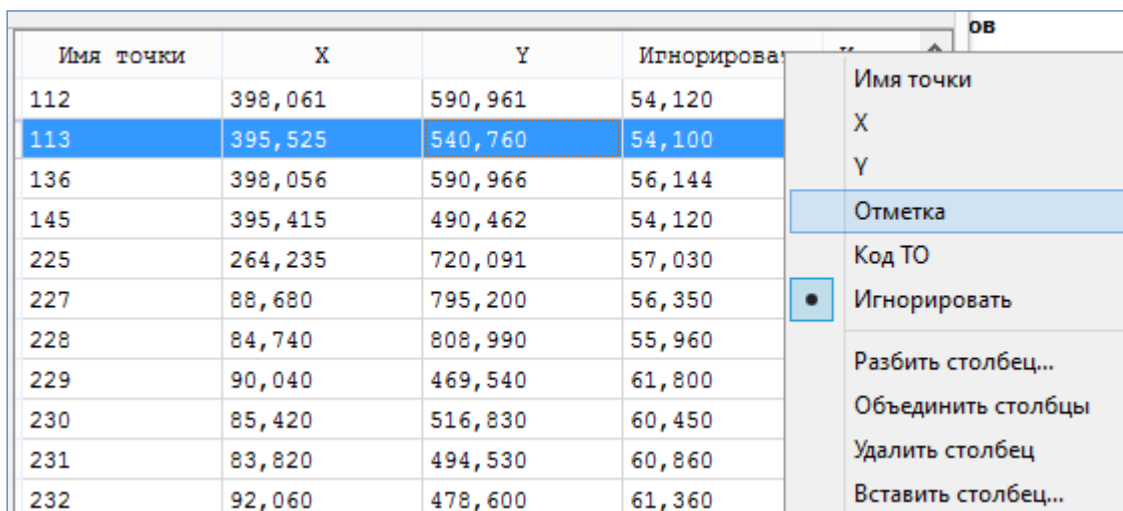 ов
Имя точки X Y Игнорироват
112 398,061 590,961 54,120
113 395,525 540,760 54,100
136 398,056 590,966 56,144
145 395,415 490,462 54,120
225 264,235 720,091 57,030
227 88,680 795,200 56,350
228 84,740 808,990 55,960
229 90,040 469,540 61,800
230 85,420 516,830 60,450
231 83,820 494,530 60,860
232 92,060 478,600 61,360
Имя точки
X
Y
Отметка
Код ТО
Игнорировать
Разбить столбец...
Объединить столбцы
Удалить столбец
Вставить столбец...